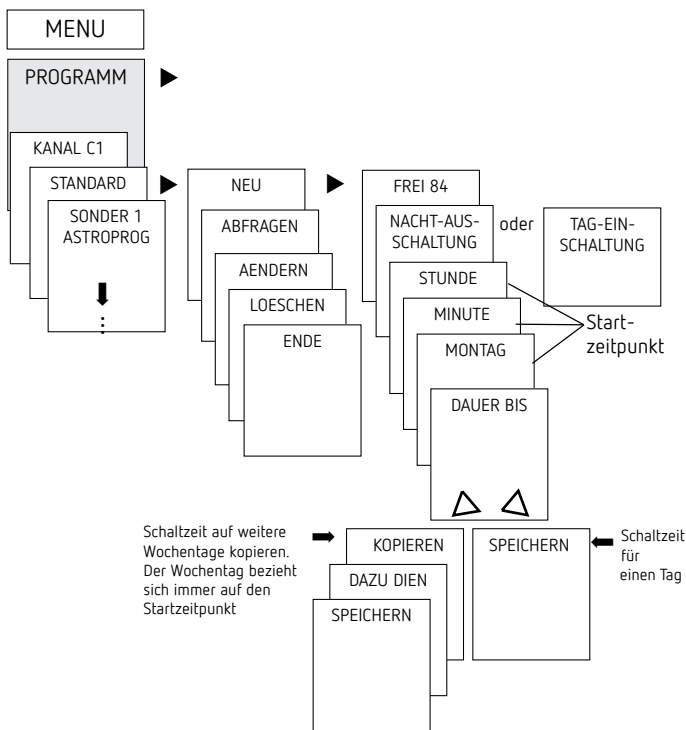 MENU
PROGRAMM
KANAL C1
STANDARD
SONDER 1
ASTROPROG
NEU
ABFRAGEN
AENDERN
LOESCHEN
ENDE
FREI 84
NACHT-AUS-
SCHALTUNG
oder
TAG-EIN-
SCHALTUNG
STUNDE
MINUTE
MONTAG
Start-
zeitpunkt
DAUER BIS
Schaltzeit auf weitere
Wochentage kopieren.
Der Wochentag bezieht
sich immer auf den
Startzeitpunkt
KOPIEREN
DAZU DIEN
SPEICHERN
SPEICHERN
Schaltzeit
für
einen Tag